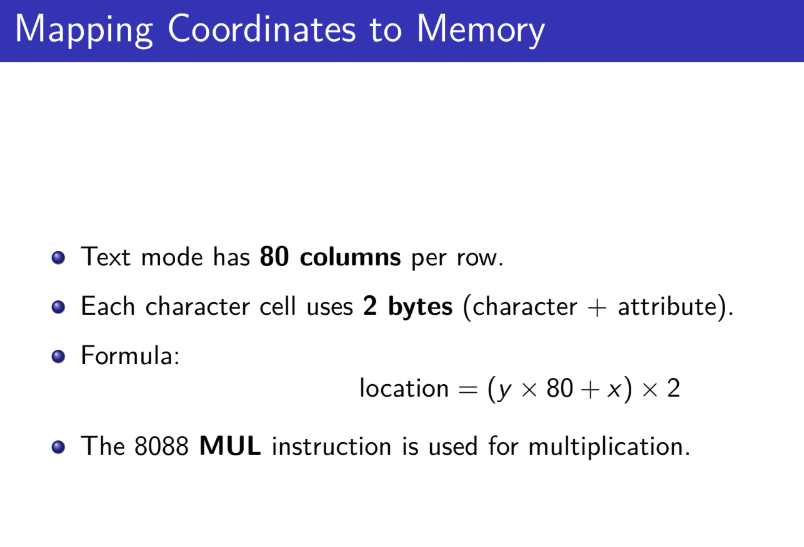 Mapping Coordinates to Memory
Text mode has 80 columns per row.
Each character cell uses 2 bytes (character + attribute).
Formula:
location = (y × 80 + x) × 2
The 8088 MUL instruction is used for multiplication.